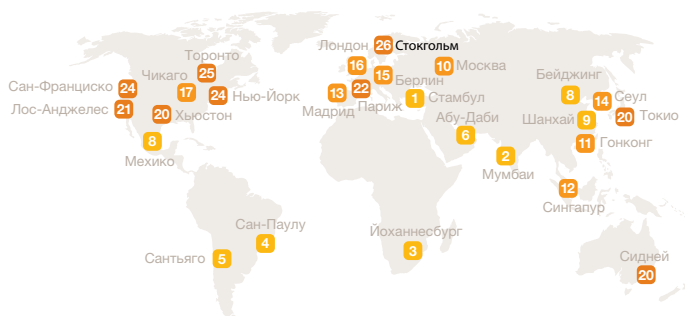 Лондон 26 Стокгольм
Торонто 25
16 15 10 Москва
Чикаго 17
Сан-Франциско 24
24 Нью-Йорк
Лос-Анджелес 21
20 Хьюстон
8
Мехико
13
Мадрид
22
Париж
Берлин
1 Стамбул
Абу-Даби
6
2
Мумбаи
Бейджинг
8
Сеул
14
Шанхай 9
20 Токио
11 Гонконг
12
Сингапур
Сан-Паулу
4
Сантьяго 5
Йоханнесбург
3
Сидней
20